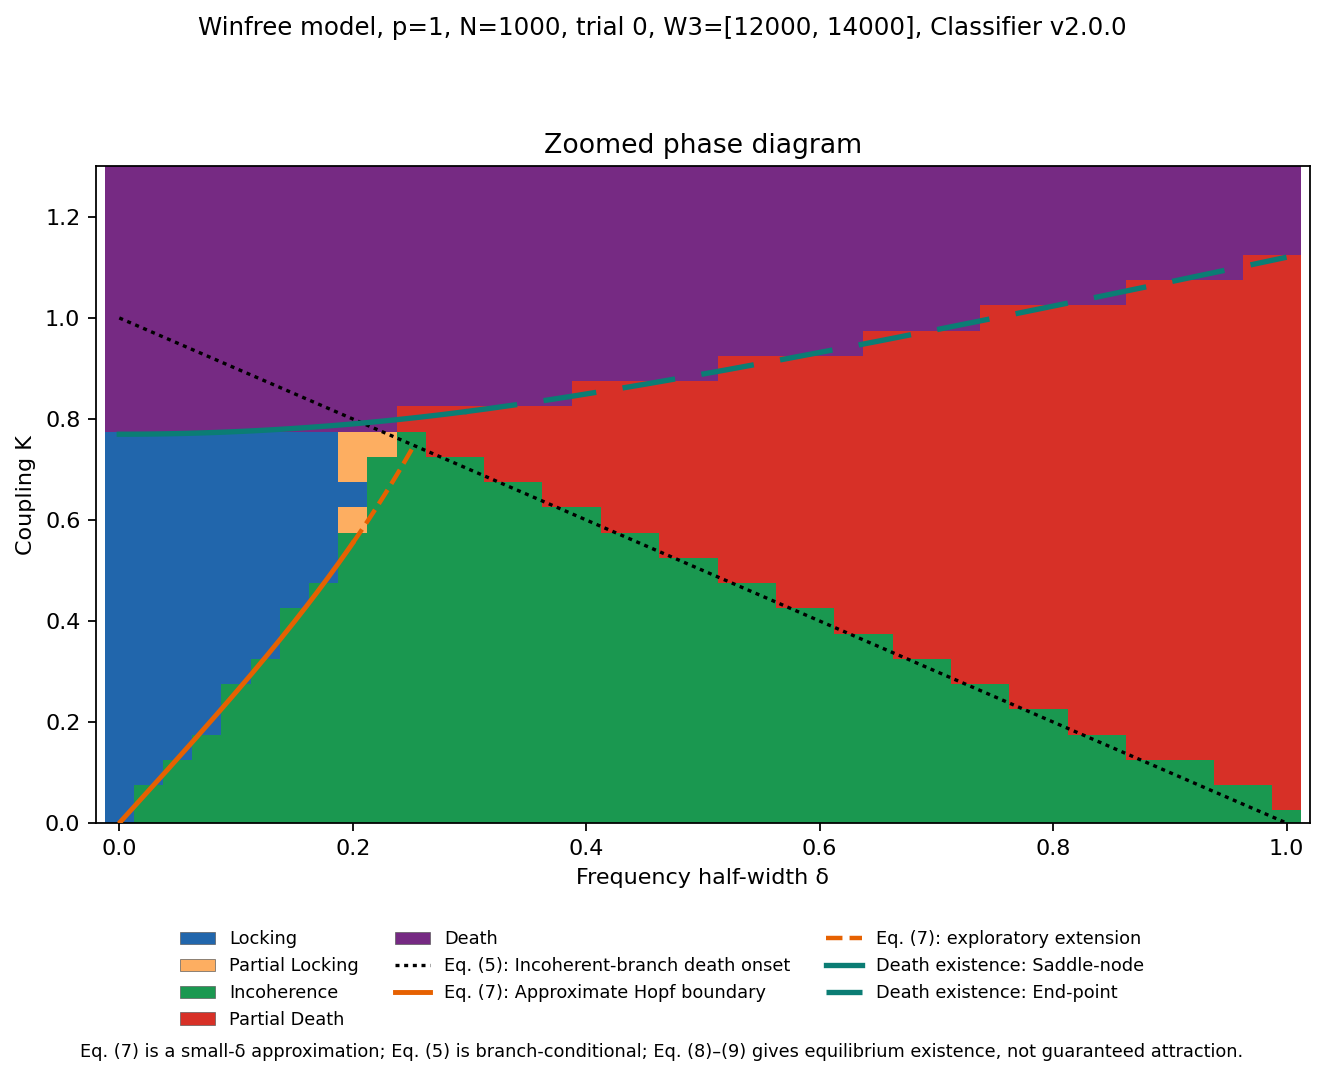 Winfree model, p=1, N=1000, trial 0, W3=[12000, 14000], Classifier v2.0.0
Zoomed phase diagram
Coupling K
1.2
1.0
0.8
0.6
0.4
0.2
0.0
0.0 0.2 0.4 0.6 0.8 1.0
Frequency half-width δ
Locking
Partial Locking
Incoherence
Partial Death
Death
Eq. (5): Incoherent-branch death onset
Eq. (7): Approximate Hopf boundary
Eq. (7): exploratory extension
Death existence: Saddle-node
Death existence: End-point
Eq. (7) is a small-δ approximation; Eq. (5) is branch-conditional; Eq. (8)–(9) gives equilibrium existence, not guaranteed attraction.